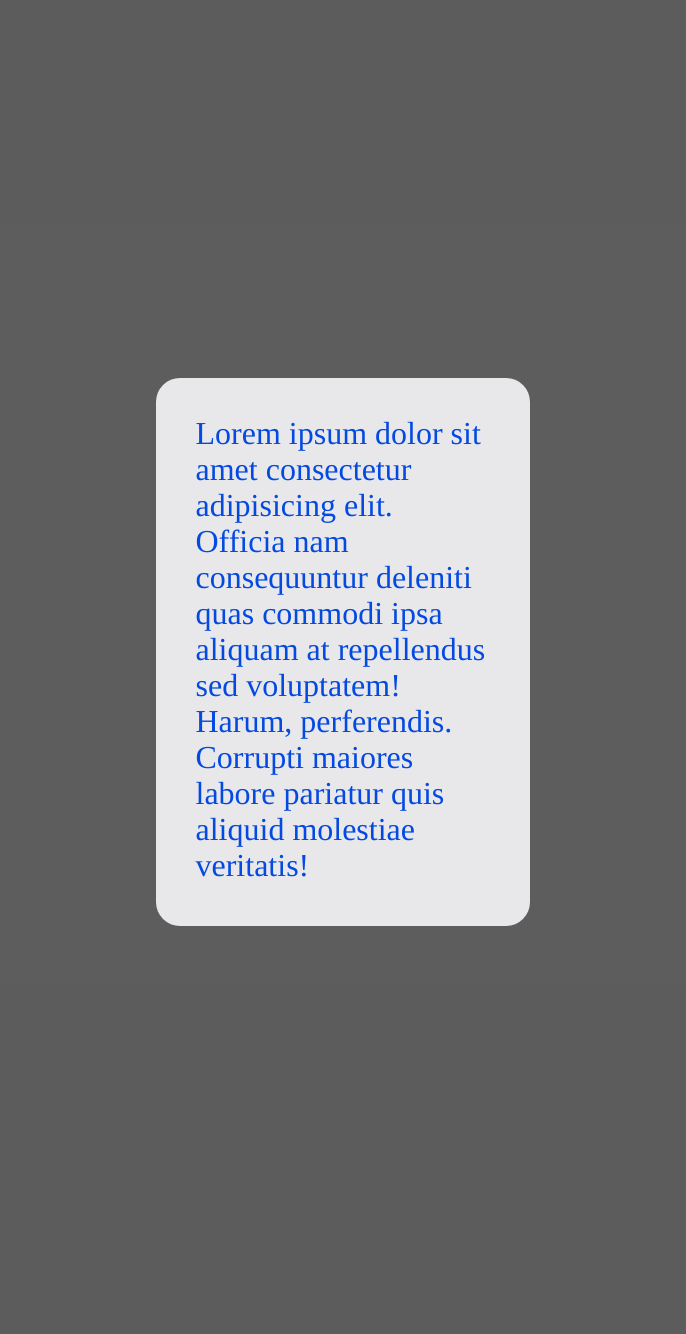 Lorem ipsum dolor sit
amet consectetur
adipisicing elit.
Officia nam
consequuntur deleniti
quas commodi ipsa
aliquam at repellendus
sed voluptatem!
Harum, perferendis.
Corrupti maiores
labore pariatur quis
aliquid molestiae
veritatis!